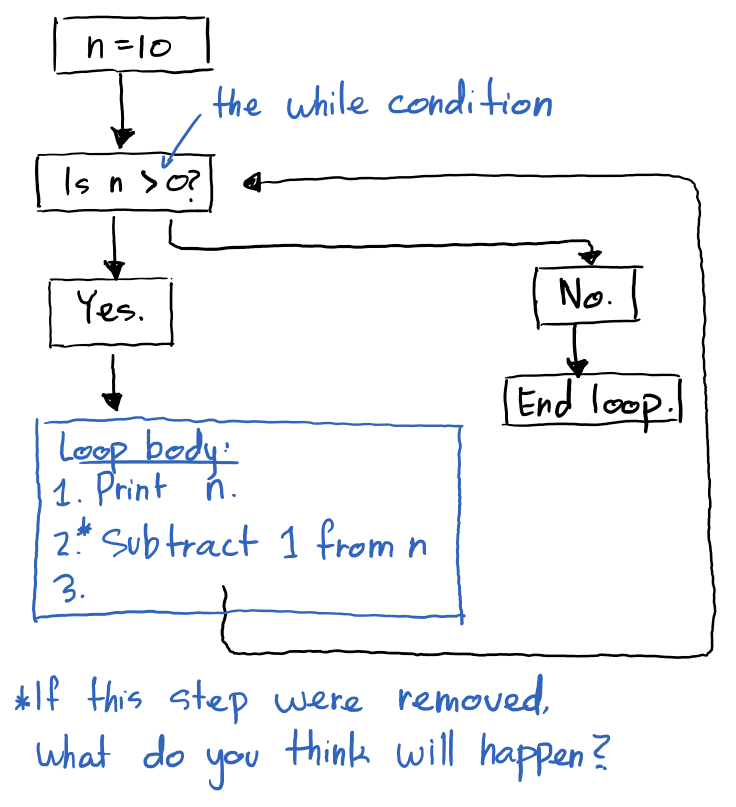 n=10
the while condition
Is n >0?
Yes.
No.
End loop.
Loop body:
1. Print n.
2.* Subtract 1 from n
3.
*If this step were removed,
what do you think will happen?